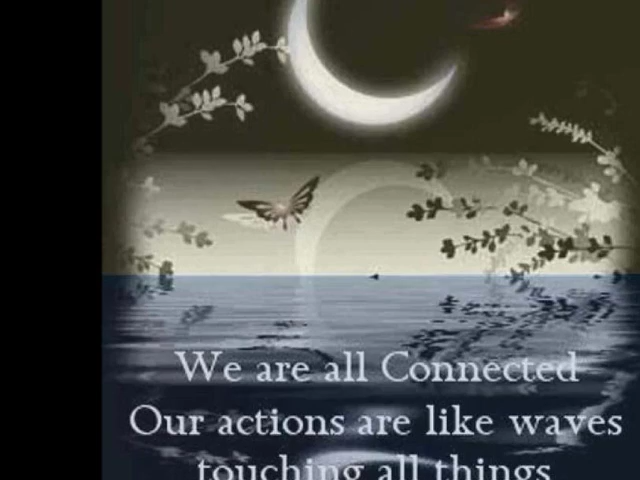 We are all Connected
Our actions are like waves
touching all things